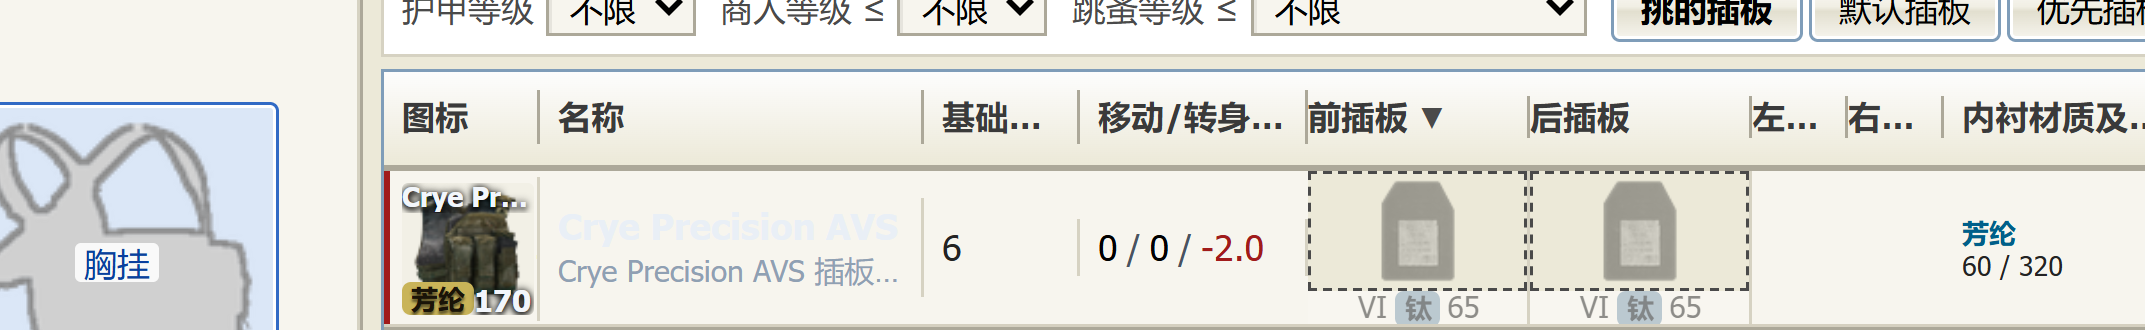 护甲等级 不限 商人等级 ≤ 不限 跳蚤等级 ≤ 不限 挑的插板 默认插板 优先插板
图标 名称 基础... 移动/转身... 前插板 ▼ 后插板 左... 右... 内衬材质及...
Crye Pr...
Crye Precision AVS
6 0 / 0 / -2.0
芳纶
胸挂
Crye Precision AVS 插板...
60 / 320
芳纶 170
VI 钛 65 VI 钛 65